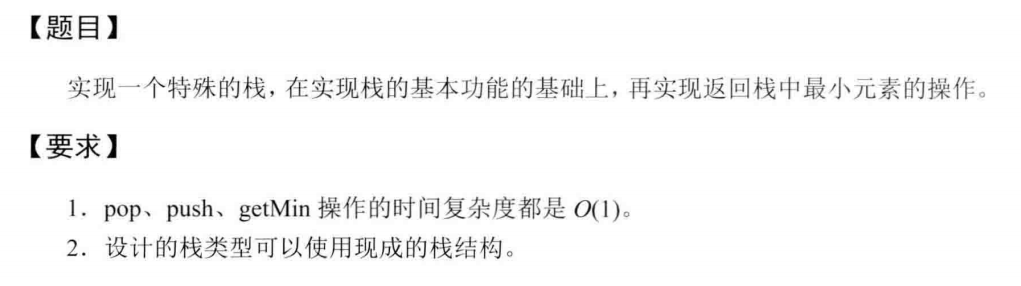 【题目】
实现一个特殊的栈，在实现栈的基本功能的基础上，再实现返回栈中最小元素的操作。
【要求】
1．pop、push、getMin 操作的时间复杂度都是 O(1)。
2．设计的栈类型可以使用现成的栈结构。